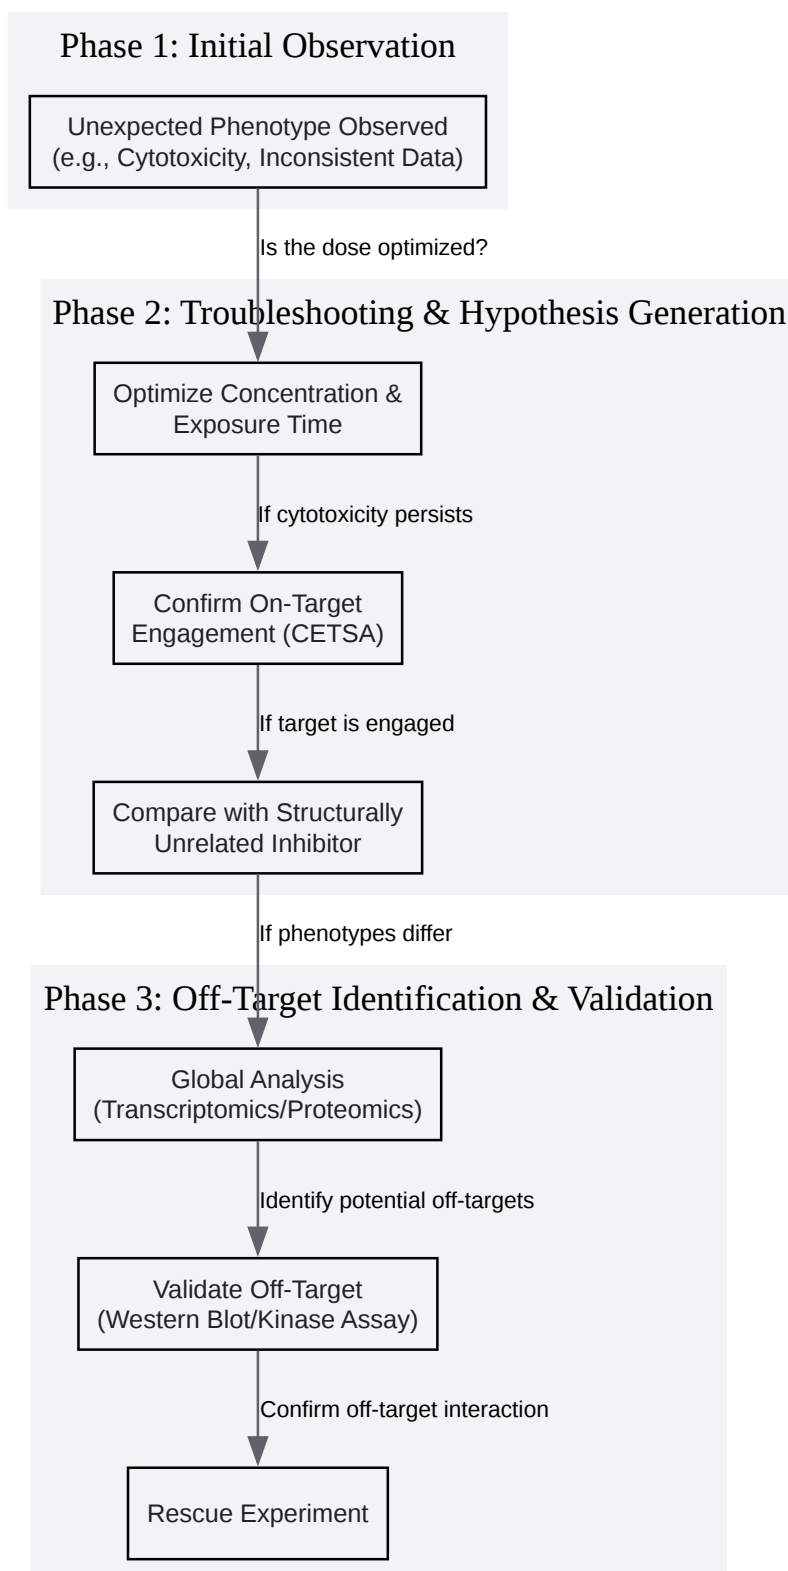 Phase 1: Initial Observation
Unexpected Phenotype Observed
(e.g., Cytotoxicity, Inconsistent Data)
Is the dose optimized?
Phase 2: Troubleshooting & Hypothesis Generation
Optimize Concentration &
Exposure Time
If cytotoxicity persists
Confirm On-Target
Engagement (CETSA)
If target is engaged
Compare with Structurally
Unrelated Inhibitor
If phenotypes differ
Phase 3: Off-Target Identification & Validation
Global Analysis
(Transcriptomics/Proteomics)
Identify potential off-targets
Validate Off-Target
(Western Blot/Kinase Assay)
Confirm off-target interaction
Rescue Experiment